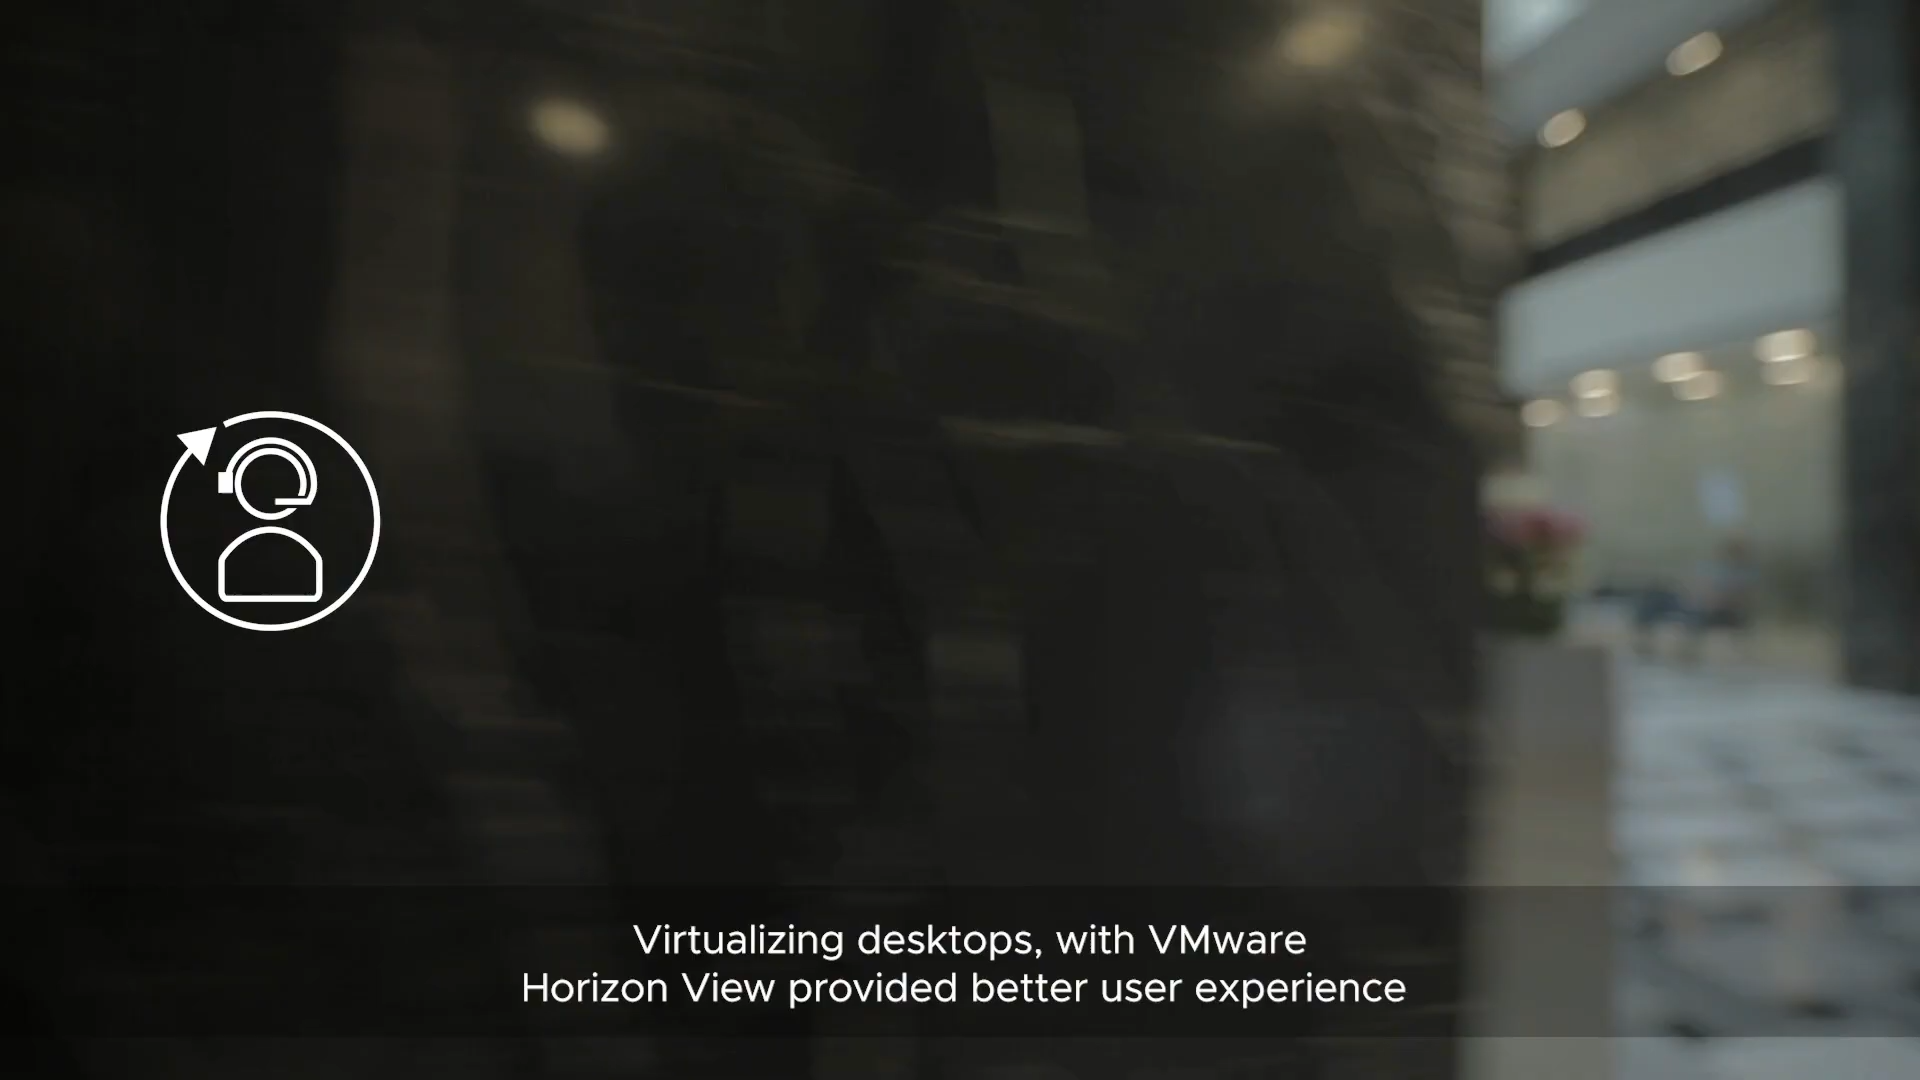 Virtualizing desktops, with VMware
Horizon View provided better user experience